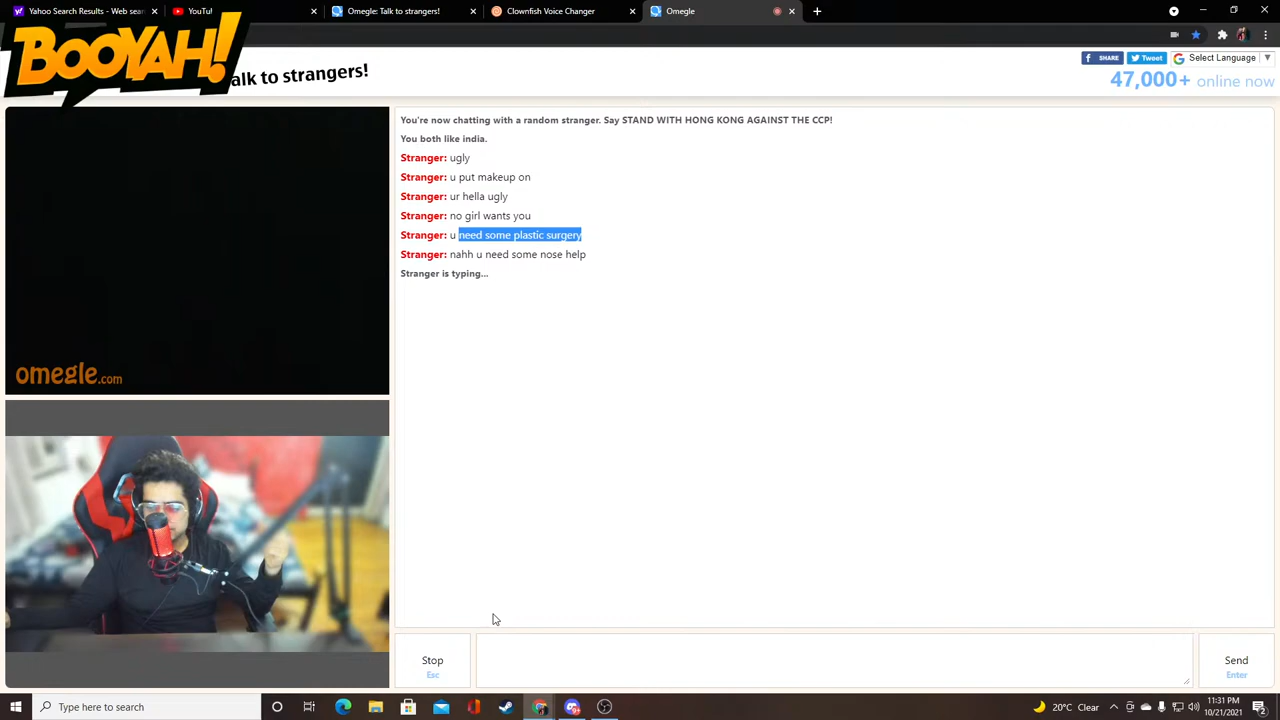 Yahoo Search Results - Web sear
YouTube
Omegle: Talk to strangers!
Clownfish Voice Changer
Omegle
BOOYAH!
alk to strangers!
SHARE
Tweet
Select Language
47,000+ online now
You're now chatting with a random stranger. Say STAND WITH HONG KONG AGAINST THE CCP!
You both like india.
Stranger: ugly
Stranger: u put makeup on
Stranger: ur hella ugly
Stranger: no girl wants you
Stranger: u need some plastic surgery
Stranger: nahh u need some nose help
Stranger is typing...
omegle.com
Stop
Esc
Send
Enter
Type here to search
20°C Clear
11:31 PM
10/21/2021